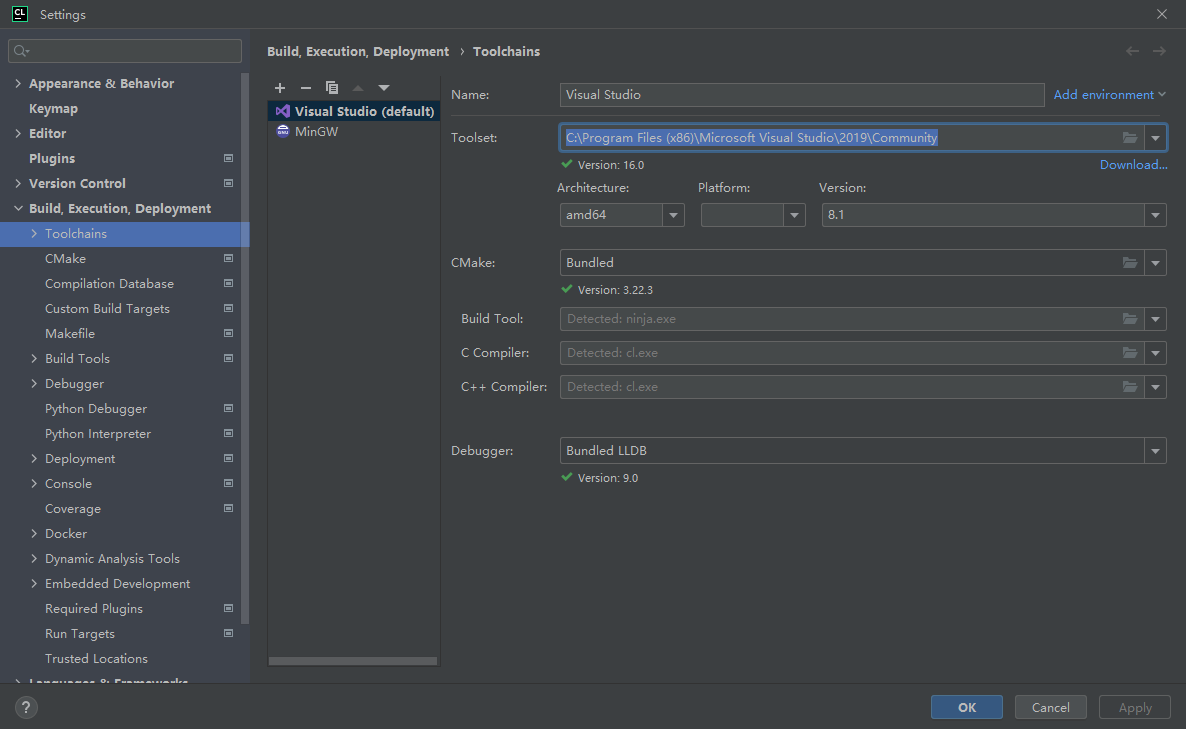 CL Settings
Appearance & Behavior
Keymap
Editor
Plugins
Version Control
Build, Execution, Deployment
Toolchains
CMake
Compilation Database
Custom Build Targets
Makefile
Build Tools
Debugger
Python Debugger
Python Interpreter
Deployment
Console
Coverage
Docker
Dynamic Analysis Tools
Embedded Development
Required Plugins
Run Targets
Trusted Locations
Languages & Frameworks
Build, Execution, Deployment › Toolchains
Visual Studio (default)
GNU MinGW
Name: Visual Studio Add environment
Toolset: C:\Program Files (x86)\Microsoft Visual Studio\2019\Community
Version: 16.0 Download...
Architecture: Platform: Version:
amd64 8.1
CMake: Bundled
Version: 3.22.3
Build Tool: Detected: ninja.exe
C Compiler: Detected: cl.exe
C++ Compiler: Detected: cl.exe
Debugger: Bundled LLDB
Version: 9.0
? OK Cancel Apply